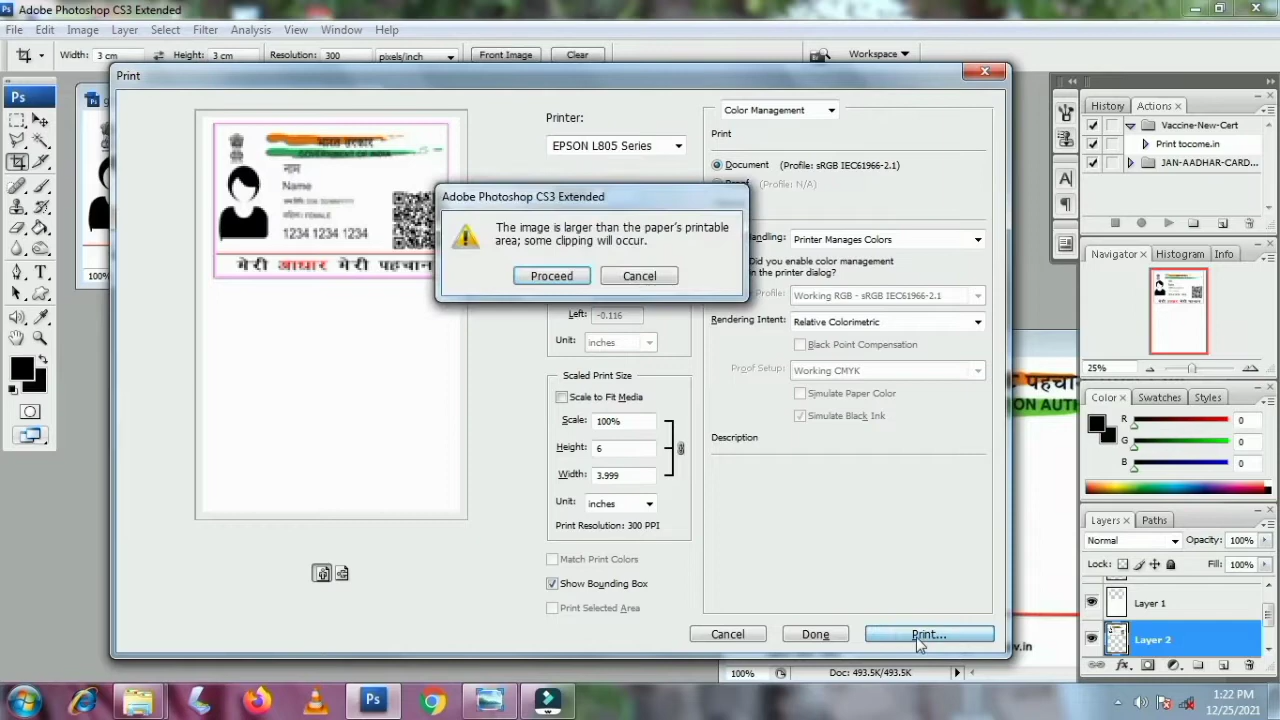 Adobe Photoshop CS3 Extended
File Edit Image Layer Select Filter Analysis View Window Help
Width: 3 cm Height: 3 cm Resolution: 300 pixels/inch Front Image Clear Workspace
Print
Ps
Printer:
EPSON L805 Series
Color Management
Print
Document (Profile: sRGB IEC61966-2.1)
(Profile: N/A)
भारत सरकार
GOVERNMENT OF INDIA
नाम
Name
FEMALE
1234 1234 1234
मेरी आधार मेरी पहचान
Adobe Photoshop CS3 Extended
The image is larger than the paper's printable
area; some clipping will occur.
Proceed Cancel
Printer Manages Colors
Did you enable color management
in the printer dialog?
Working RGB - sRGB IEC61966-2.1
Left: -0.116
Unit: inches
Rendering Intent: Relative Colorimetric
Black Point Compensation
Proof Setup: Working CMYK
Scaled Print Size
Scale to Fit Media
Simulate Paper Color
Scale: 100%
Simulate Black Ink
Height: 6
Description
Width: 3.999
Unit: inches
Print Resolution: 300 PPI
Match Print Colors
Show Bounding Box
Print Selected Area
Cancel Done Print...
100%
History Actions
Vaccine-New-Cert
Print tocome.in
JAN-AADHAR-CARD...
Navigator Histogram Info
25%
पहचान
ON AUT
Color Swatches Styles
R 0
G 0
B 0
Layers Paths
Normal Opacity: 100%
Lock: Fill: 100%
Layer 1
Layer 2
v.in
100% Doc: 493.5K/493.5K
Ps
1:22 PM
12/25/2021